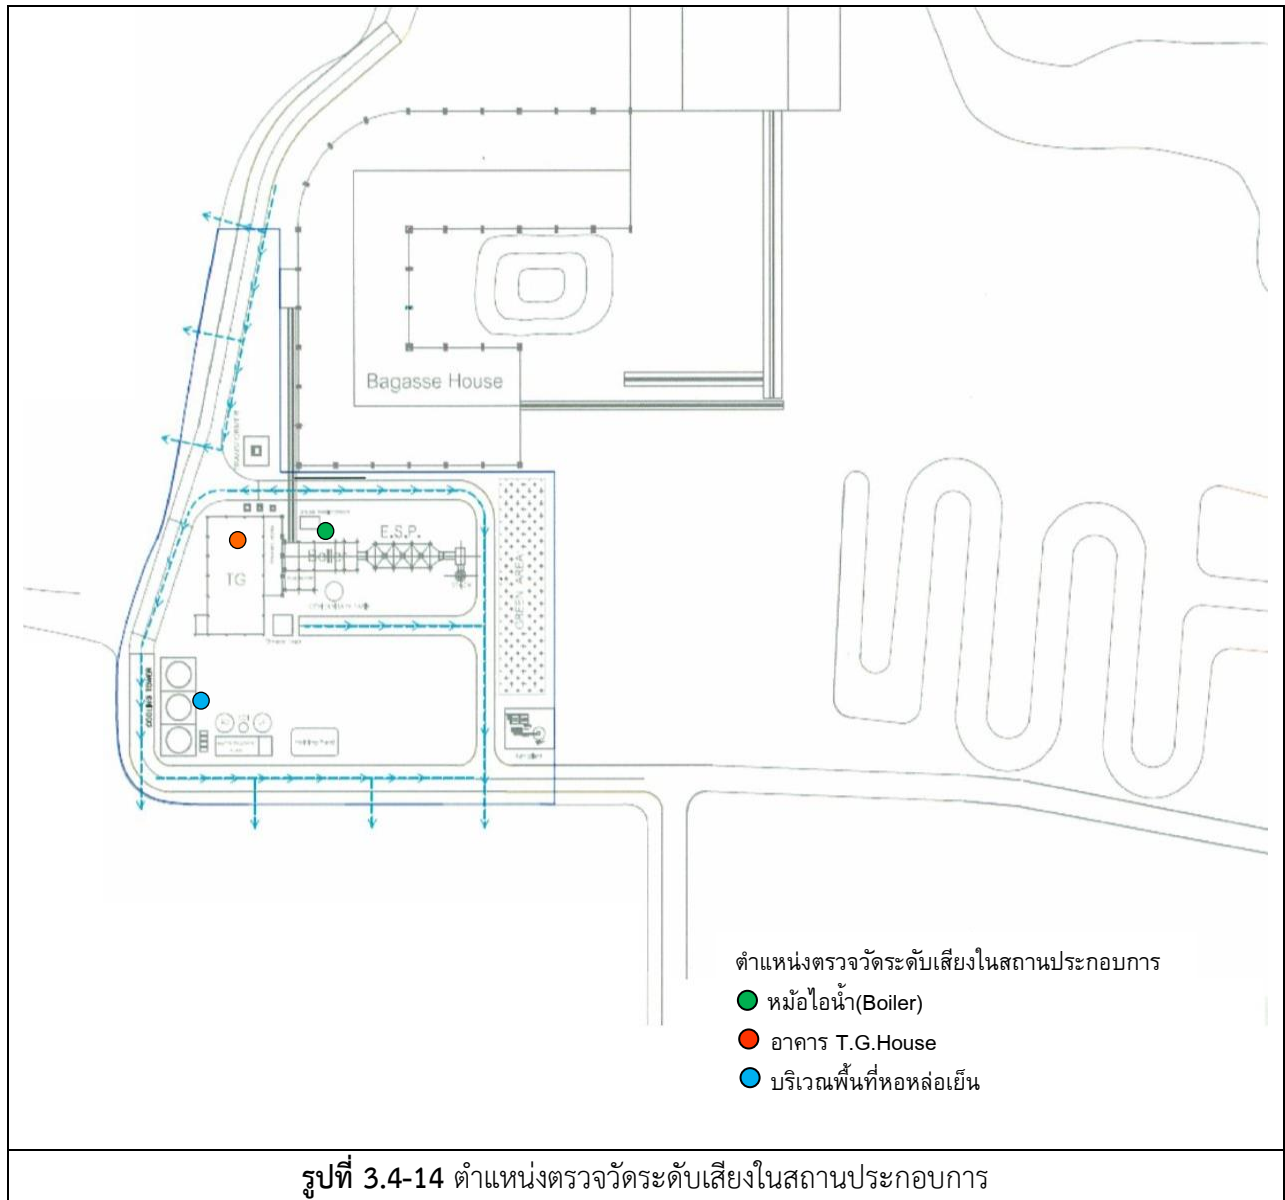 Bagasse House
E.S.P.
Boiler
TG
GREEN AREA
ตำแหน่งตรวจวัดระดับเสียงในสถานประกอบการ
หม้อไอน้ำ(Boiler)
อาคาร T.G.House
บริเวณพื้นที่หอหล่อเย็น
รูปที่ 3.4-14 ตำแหน่งตรวจวัดระดับเสียงในสถานประกอบการ